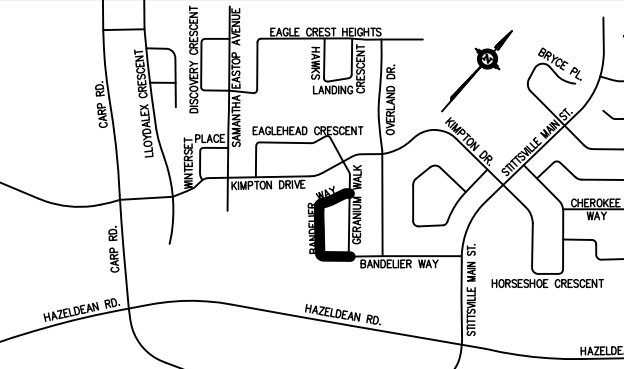 EAGLE CREST HEIGHTS
DISCOVERY CRESCENT
SAMANTHA EASTOP AVENUE
HAWKS
LANDING
CRESCENT
OVERLAND DR.
BRYCE PL.
N
CARP RD.
LLOYDALEX CRESCENT
WINTERSET
PLACE
EAGLEHEAD CRESCENT
KIMPTON DR.
STITTSVILLE MAIN ST.
KIMPTON DRIVE
BANDELIER WAY
GERANIUM WALK
CHEROKEE
WAY
CARP RD.
BANDELIER WAY
STITTSVILLE MAIN ST.
HORSESHOE CRESCENT
HAZELDEAN RD.
HAZELDEAN RD.
HAZELDE